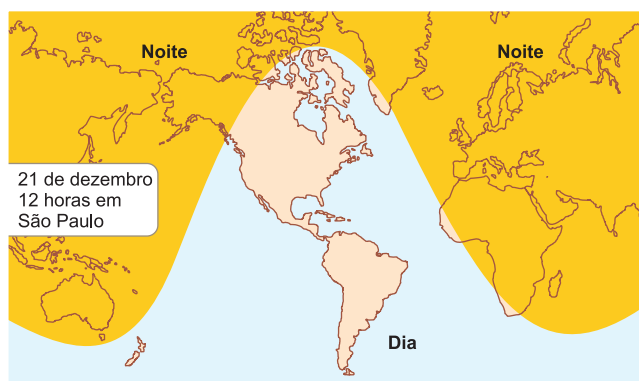 Noite
Noite
21 de dezembro
12 horas em
São Paulo
Dia